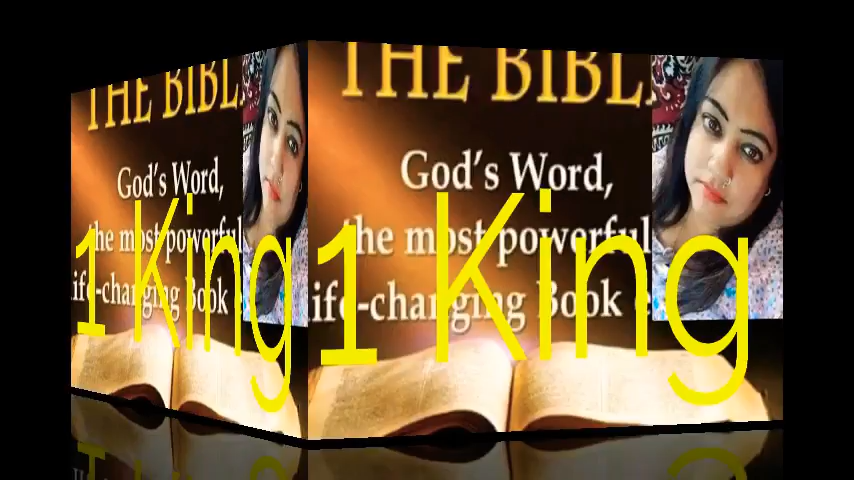 THE BIBL
God's Word,
the most powerful
ife-changing Book e
1 King
THE BIBL
God's Word,
the most powerful
life-changing Book e
1 King